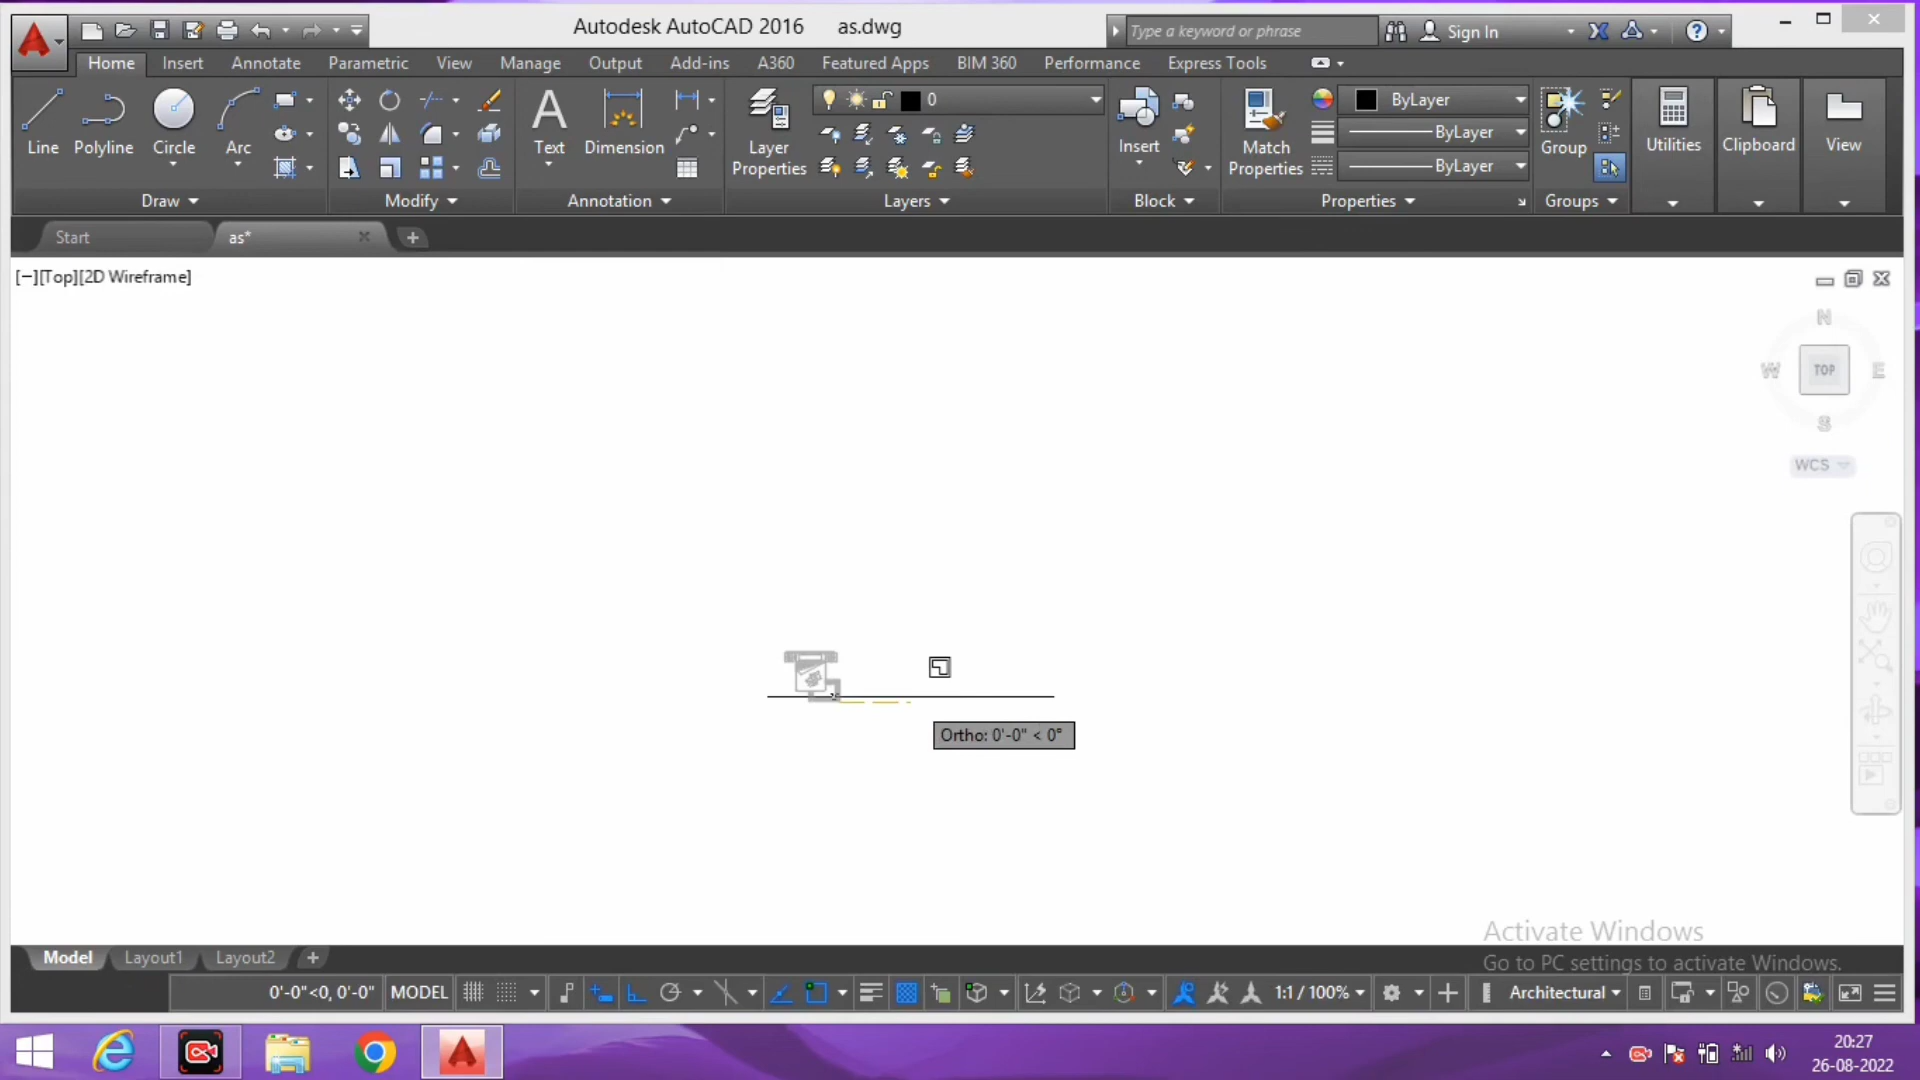 Autodesk AutoCAD 2016 as.dwg
Type a keyword or phrase
Sign In
Home Insert Annotate Parametric View Manage Output Add-ins A360 Featured Apps BIM 360 Performance Express Tools
0
ByLayer
ByLayer
ByLayer
Line Polyline Circle Arc
Text Dimension
Layer Properties
Insert
Match Properties
Group
Utilities
Clipboard
View
Draw Modify Annotation Layers Block Properties Groups
Start as*
[−][Top][2D Wireframe]
N
W TOP E
S
WCS
Ortho: 0'-0" < 0°
Activate Windows
Go to PC settings to activate Windows.
Model Layout1 Layout2
0'-0"<0, 0'-0" MODEL 1:1 / 100% Architectural
20:27
26-08-2022